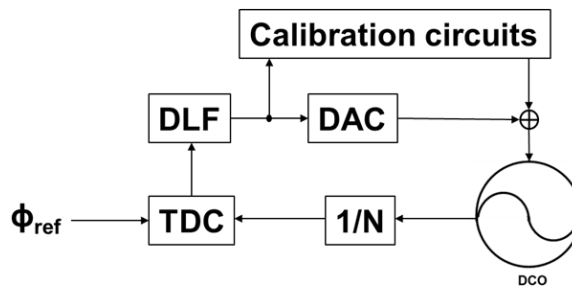 Calibration circuits
DLF
DAC
ϕref
TDC
1/N
DCO